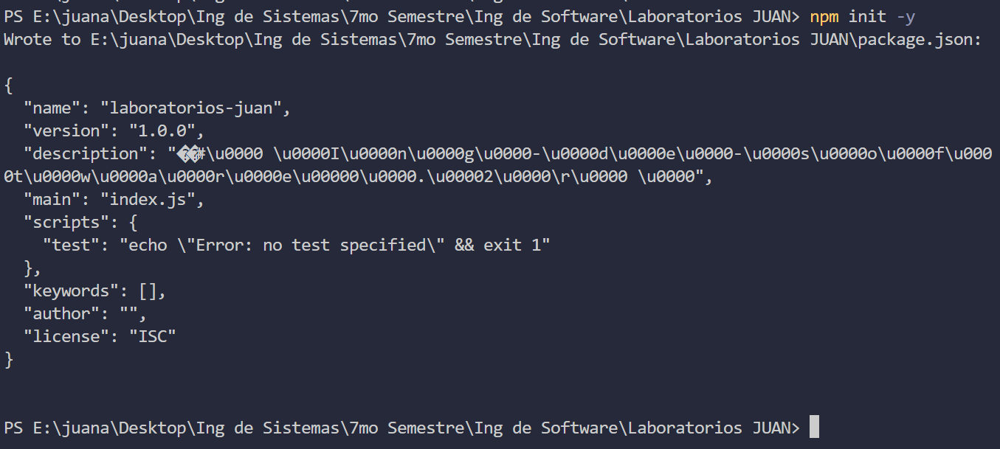 PS E:\juana\Desktop\Ing de Sistemas\7mo Semestre\Ing de Software\Laboratorios JUAN> npm init -y
Wrote to E:\juana\Desktop\Ing de Sistemas\7mo Semestre\Ing de Software\Laboratorios JUAN\package.json:
{
  "name": "laboratorios-juan",
  "version": "1.0.0",
  "description": "��#\u0000 \u0000I\u0000n\u0000g\u0000-\u0000d\u0000e\u0000-\u0000s\u0000o\u0000f\u000
0t\u0000w\u0000a\u0000r\u0000e\u00000\u0000.\u00002\u0000\r\u0000 \u0000",
  "main": "index.js",
  "scripts": {
    "test": "echo \"Error: no test specified\" && exit 1"
  },
  "keywords": [],
  "author": "",
  "license": "ISC"
}
PS E:\juana\Desktop\Ing de Sistemas\7mo Semestre\Ing de Software\Laboratorios JUAN>